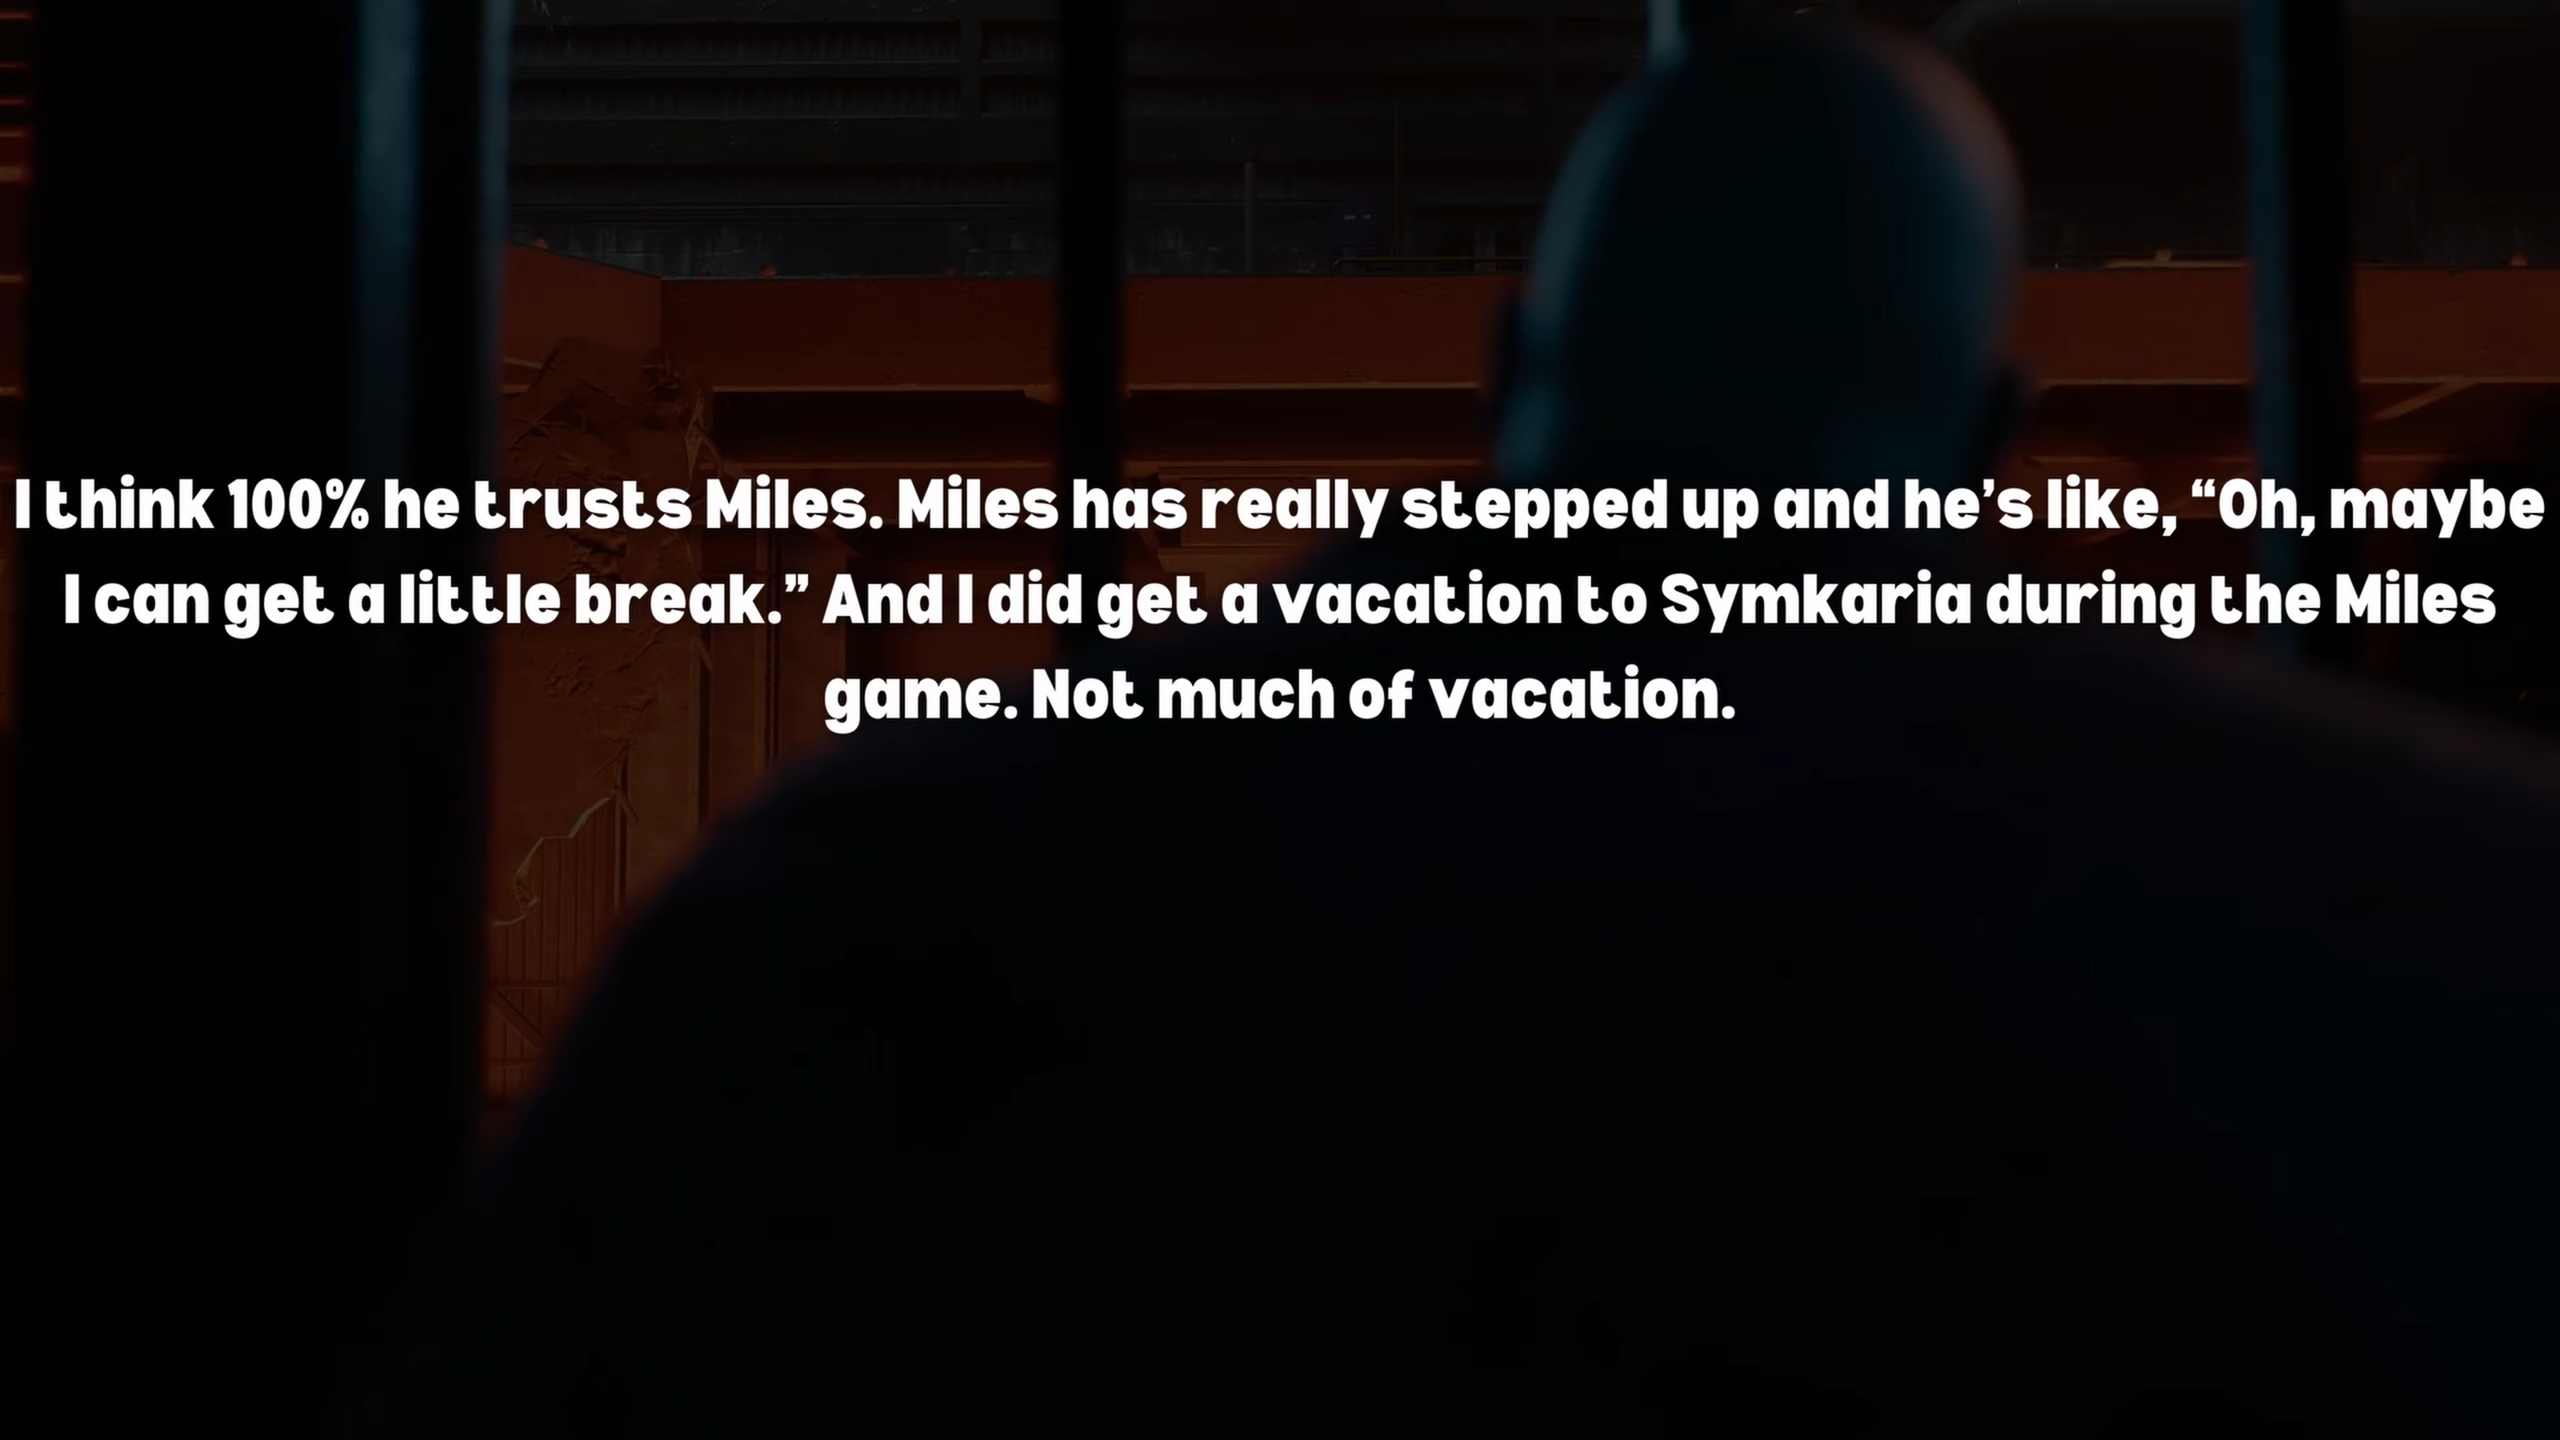 I think 100% he trusts Miles. Miles has really stepped up and he’s like, “Oh, maybe
I can get a little break.” And I did get a vacation to Symkaria during the Miles
game. Not much of vacation.